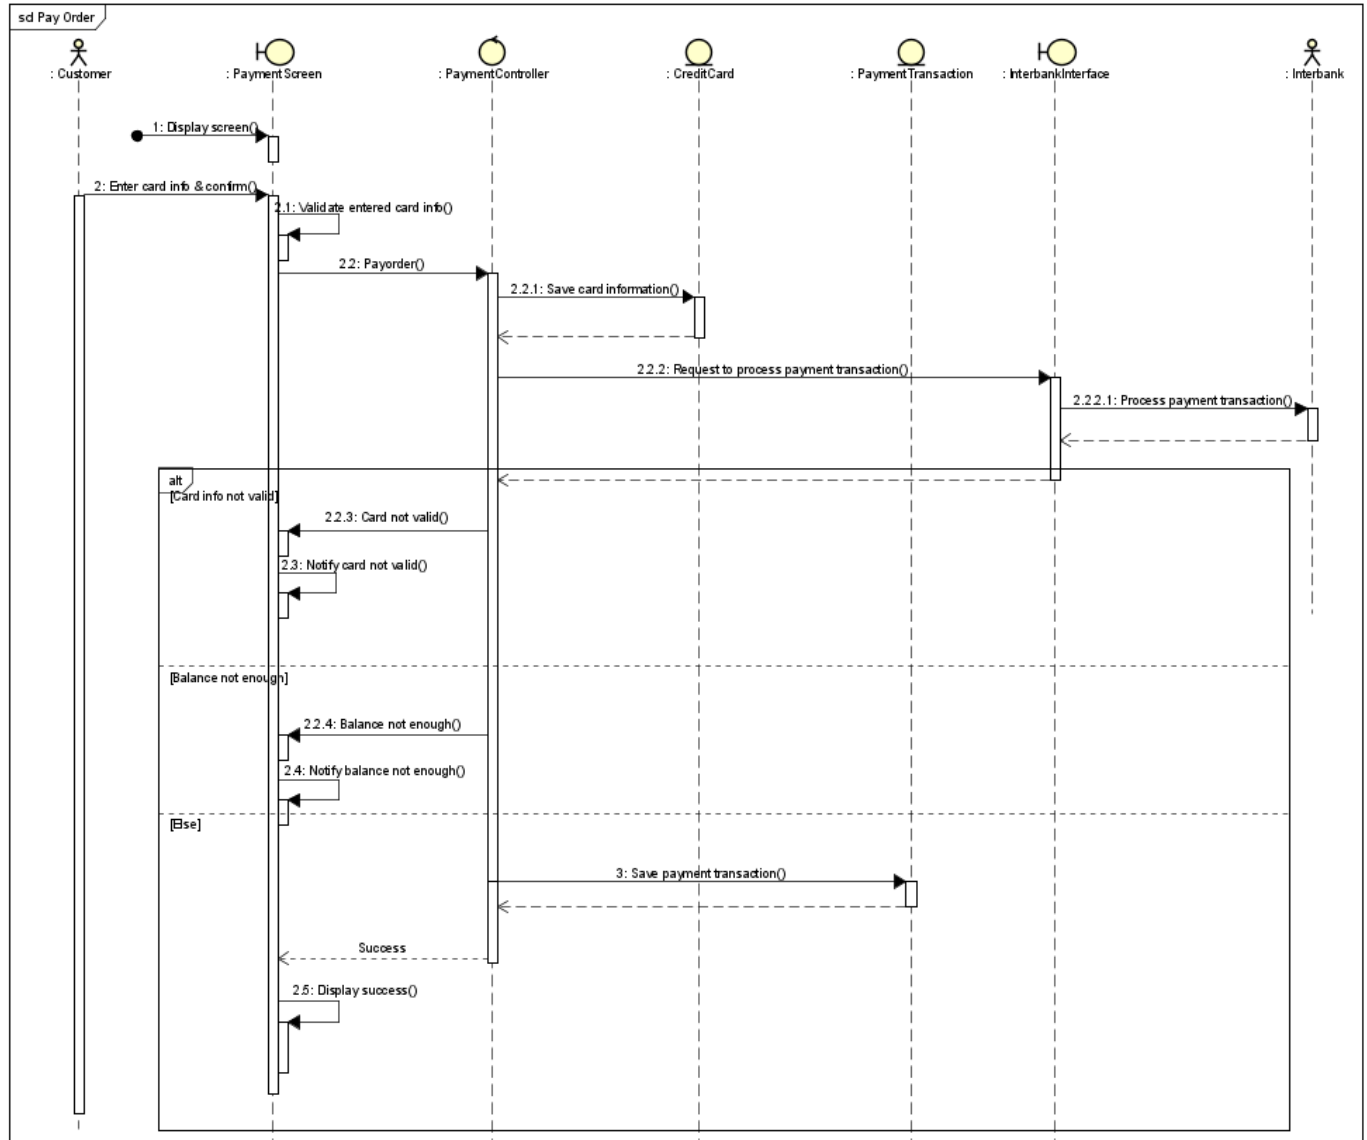 sd Pay Order
: Customer
: PaymentScreen
: PaymentController
: CreditCard
: PaymentTransaction
: InterbankInterface
: Interbank
1: Display screen()
2: Enter card info & confirm()
2.1: Validate entered card info()
2.2: Payorder()
2.2.1: Save card information()
2.2.2: Request to process payment transaction()
2.2.2.1: Process payment transaction()
alt
[Card info not valid]
2.2.3: Card not valid()
2.3: Notify card not valid()
[Balance not enough]
2.2.4: Balance not enough()
2.4: Notify balance not enough()
[Else]
3: Save payment transaction()
Success
2.5: Display success()